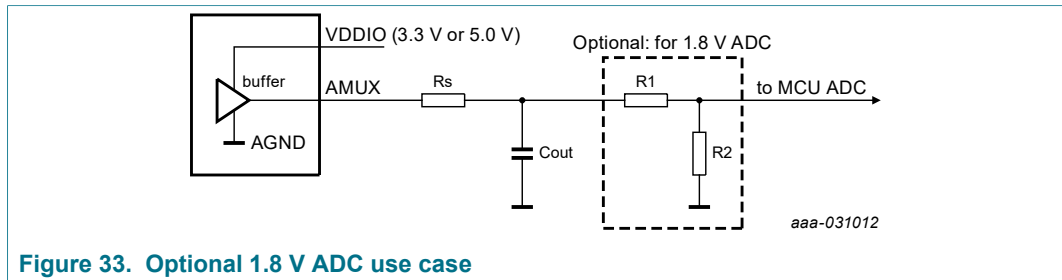 VDDIO (3.3 V or 5.0 V)
Optional: for 1.8 V ADC
buffer
AMUX
Rs
R1
to MCU ADC
AGND
Cout
R2
aaa-031012
Figure 33. Optional 1.8 V ADC use case